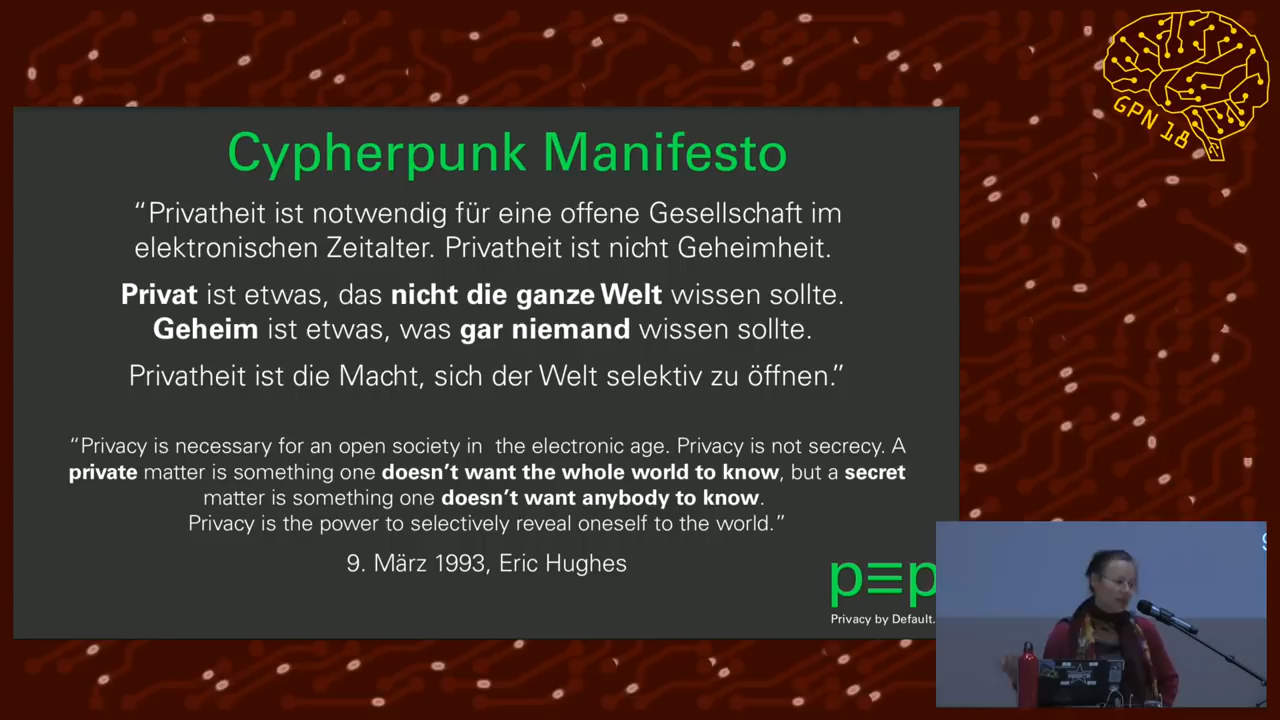 GPN 18
Cypherpunk Manifesto
“Privatheit ist notwendig für eine offene Gesellschaft im
elektronischen Zeitalter. Privatheit ist nicht Geheimheit.
Privat ist etwas, das nicht die ganze Welt wissen sollte.
Geheim ist etwas, was gar niemand wissen sollte.
Privatheit ist die Macht, sich der Welt selektiv zu öffnen.”
“Privacy is necessary for an open society in the electronic age. Privacy is not secrecy. A
private matter is something one doesn’t want the whole world to know, but a secret
matter is something one doesn’t want anybody to know.
Privacy is the power to selectively reveal oneself to the world.”
9. März 1993, Eric Hughes
p≡p
Privacy by Default.